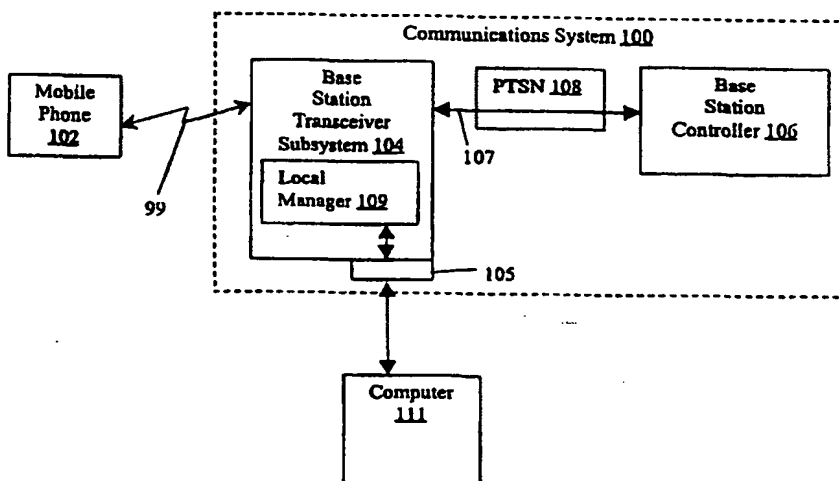 Communications System 100
Mobile
Phone
102
99
Base
Station
Transceiver
Subsystem 104
Local
Manager 109
105
107
PTSN 108
Base
Station
Controller 106
Computer
111